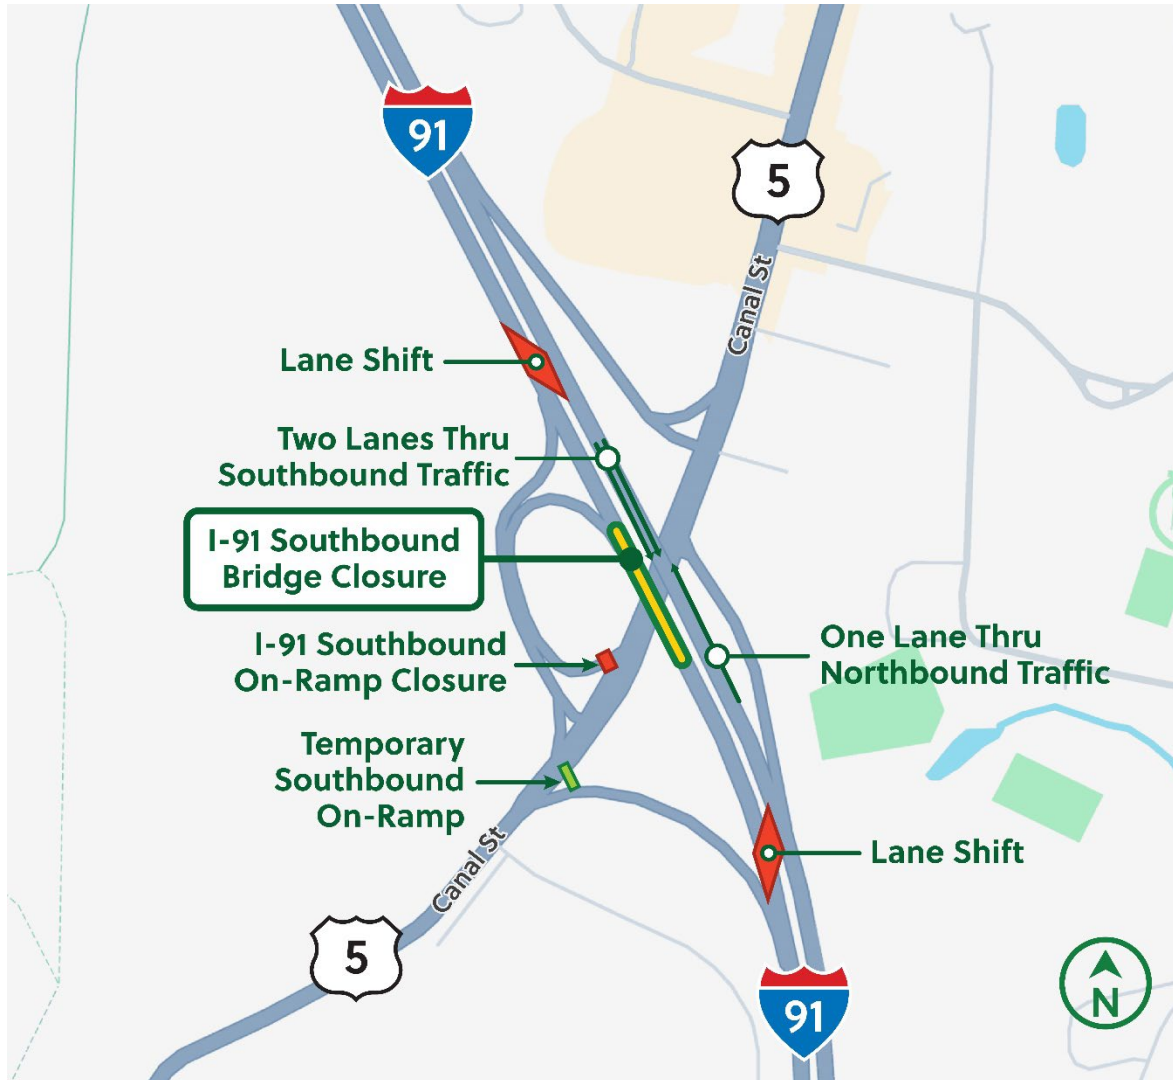 91
5
Canal St
Lane Shift
Two Lanes Thru
Southbound Traffic
I-91 Southbound
Bridge Closure
I-91 Southbound
On-Ramp Closure
One Lane Thru
Northbound Traffic
Temporary
Southbound
On-Ramp
Lane Shift
Canal St
5
91
N